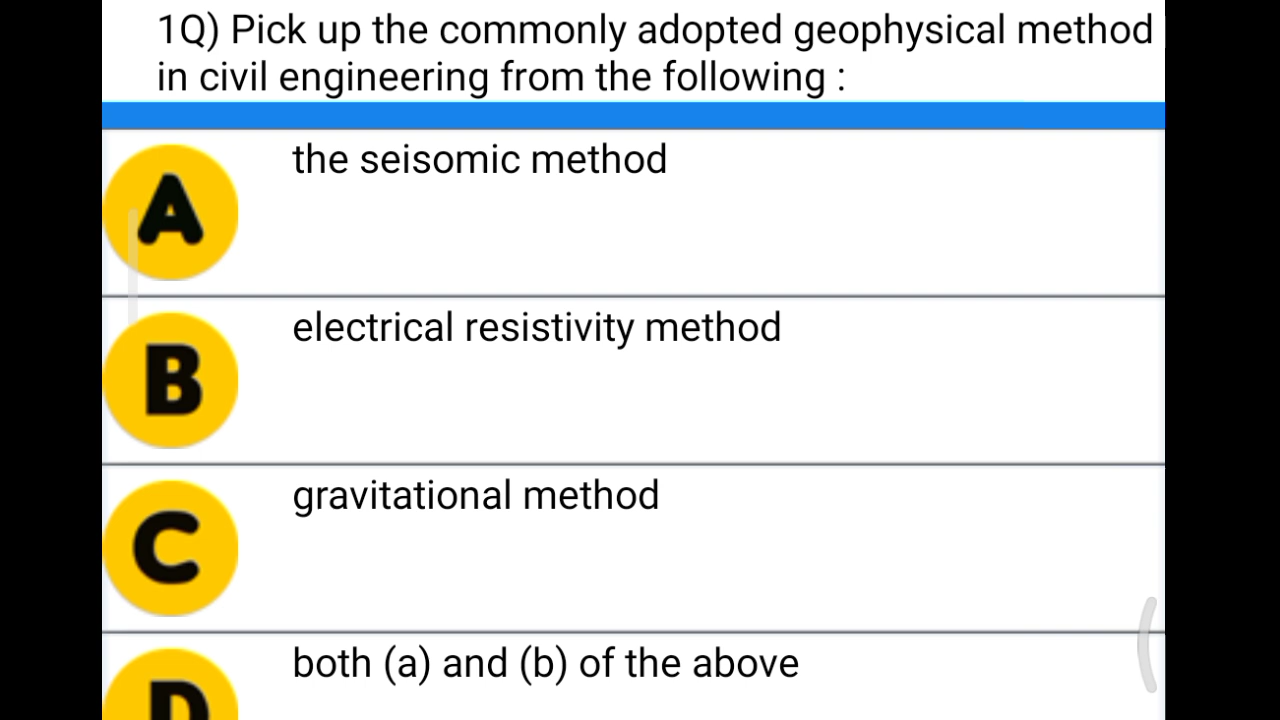 1Q) Pick up the commonly adopted geophysical method
in civil engineering from the following :
A
the seisomic method
B
electrical resistivity method
C
gravitational method
D
both (a) and (b) of the above